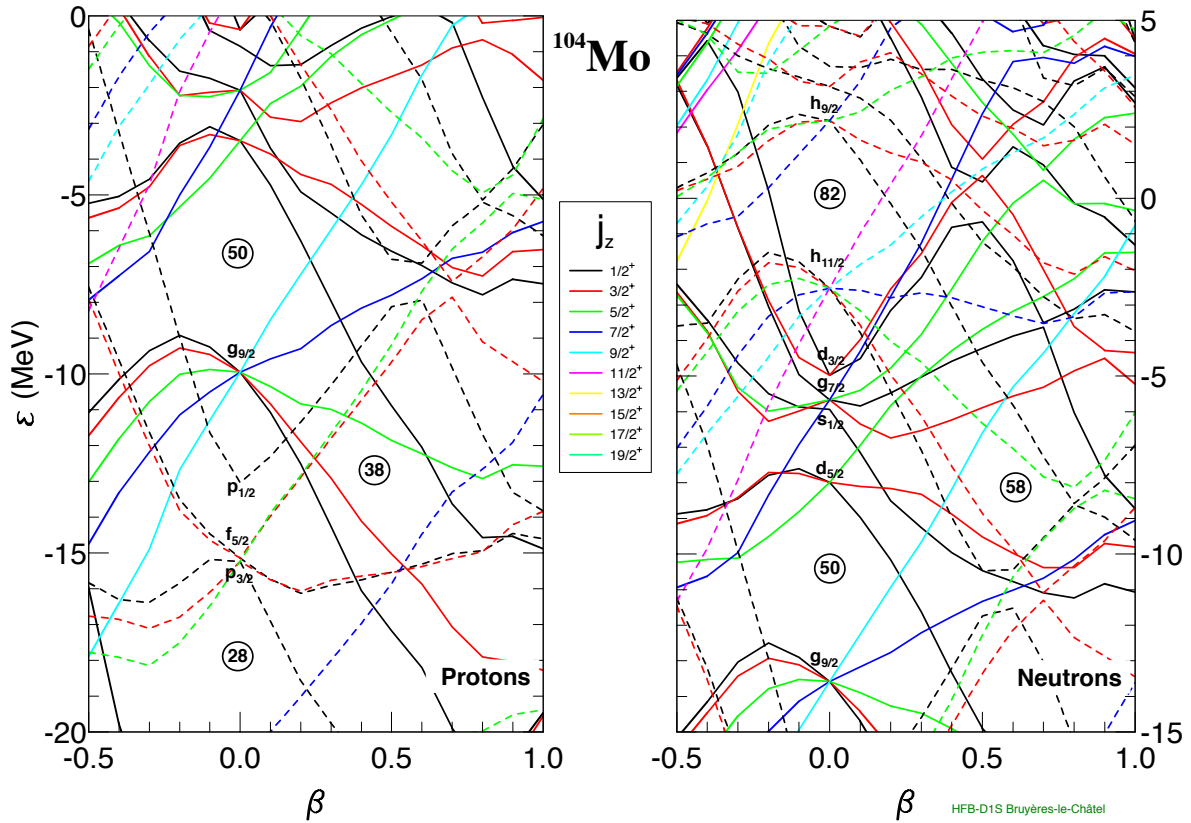 ¹⁰⁴Mo
0
-5
-10
-15
-20
ε (MeV)
50
g9/2
38
p1/2
f5/2
p3/2
28
Protons
-0.5
0.0
0.5
1.0
β
jz
1/2⁺
3/2⁺
5/2⁺
7/2⁺
9/2⁺
11/2⁺
13/2⁺
15/2⁺
17/2⁺
19/2⁺
5
0
-5
-10
-15
h9/2
82
h11/2
d3/2
g7/2
s1/2
d5/2
58
50
g9/2
Neutrons
-0.5
0.0
0.5
1.0
β
HFB-D1S Bruyères-le-Châtel